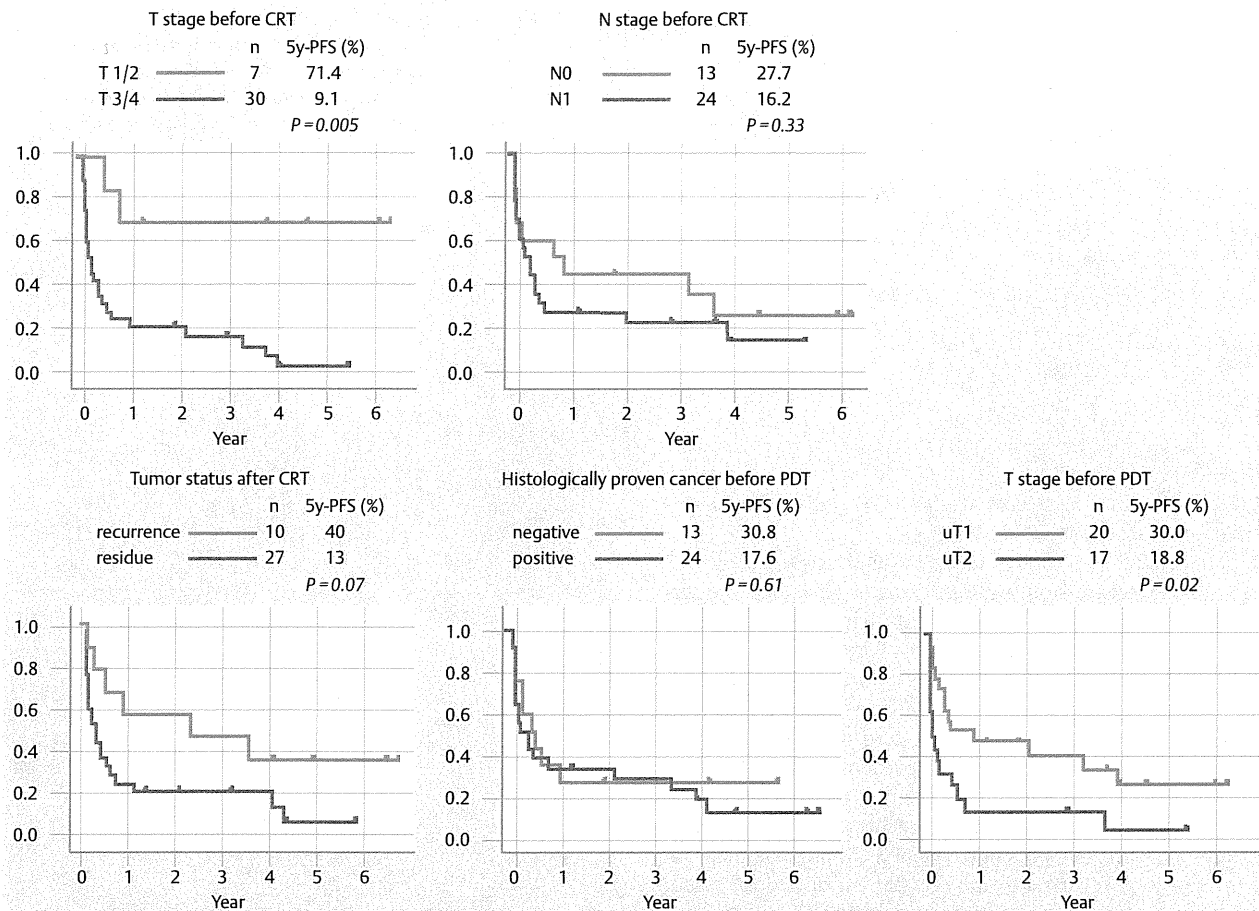 T stage before CRT
n 5y-PFS (%)
T 1/2 7 71.4
T 3/4 30 9.1
P = 0.005
1.0
0.8
0.6
0.4
0.2
0.0
0 1 2 3 4 5 6
Year
N stage before CRT
n 5y-PFS (%)
N0 13 27.7
N1 24 16.2
P = 0.33
1.0
0.8
0.6
0.4
0.2
0.0
0 1 2 3 4 5 6
Year
Tumor status after CRT
n 5y-PFS (%)
recurrence 10 40
residue 27 13
P = 0.07
1.0
0.8
0.6
0.4
0.2
0.0
0 1 2 3 4 5 6
Year
Histologically proven cancer before PDT
n 5y-PFS (%)
negative 13 30.8
positive 24 17.6
P = 0.61
1.0
0.8
0.6
0.4
0.2
0.0
0 1 2 3 4 5 6
Year
T stage before PDT
n 5y-PFS (%)
uT1 20 30.0
uT2 17 18.8
P = 0.02
1.0
0.8
0.6
0.4
0.2
0.0
0 1 2 3 4 5 6
Year